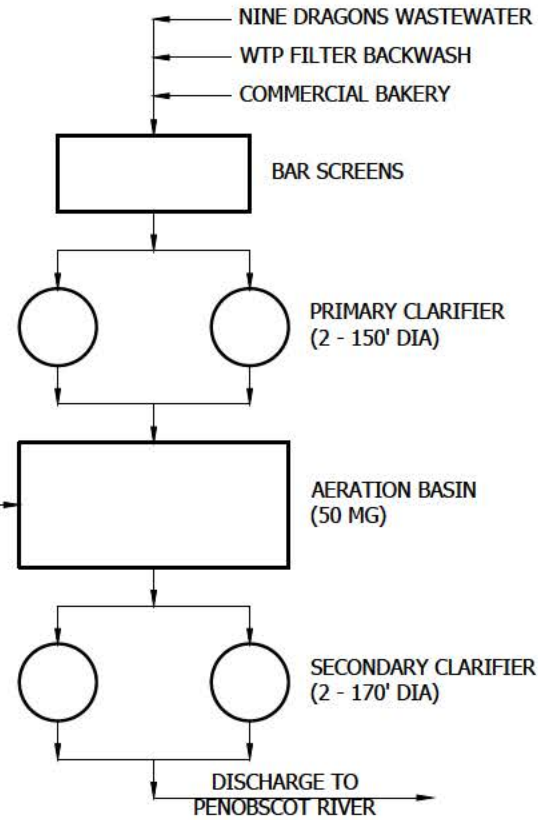 NINE DRAGONS WASTEWATER
WTP FILTER BACKWASH
COMMERCIAL BAKERY
BAR SCREENS
PRIMARY CLARIFIER
(2 - 150' DIA)
AERATION BASIN
(50 MG)
SECONDARY CLARIFIER
(2 - 170' DIA)
DISCHARGE TO
PENOBSCOT RIVER